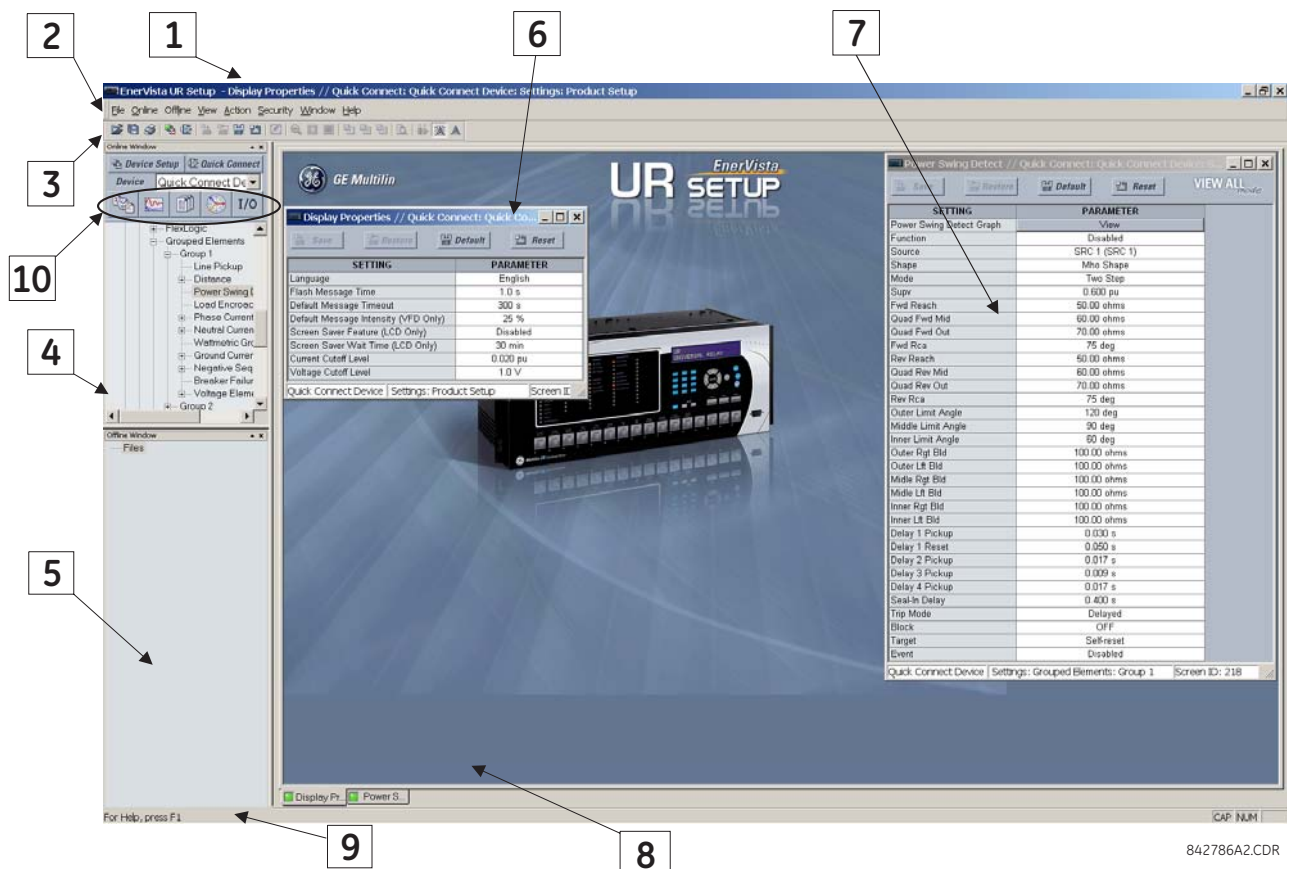 2
1
6
7
EnerVista UR Setup - Display Properties // Quick Connect: Quick Connect Device: Settings: Product Setup
File Online Offline View Action Security Window Help
3
Online Window
Device Setup Quick Connect
Device Quick Connect De
I/O
10
FlexLogic
Grouped Elements
Group 1
Line Pickup
Distance
Power Swing D
Load Encroac
Phase Current
Neutral Curren
Wattmetric Gro
Ground Curren
Negative Seq
Breaker Failur
Voltage Eleme
Group 2
4
Offline Window
Files
5
GE Multilin
EnerVista
UR SETUP
Display Properties // Quick Connect: Quick Co...
Save Restore Default Reset
SETTING PARAMETER
Language English
Flash Message Time 1.0 s
Default Message Timeout 300 s
Default Message Intensity (VFD Only) 25 %
Screen Saver Feature (LCD Only) Disabled
Screen Saver Wait Time (LCD Only) 30 min
Current Cutoff Level 0.020 pu
Voltage Cutoff Level 1.0 V
Quick Connect Device Settings: Product Setup Screen ID
UNIVERSAL RELAY
Power Swing Detect // Quick Connect: Quick Connect Device: S...
Save Restore Default Reset VIEW ALL mode
SETTING PARAMETER
Power Swing Detect Graph View
Function Disabled
Source SRC 1 (SRC 1)
Shape Mho Shape
Mode Two Step
Supv 0.600 pu
Fwd Reach 50.00 ohms
Quad Fwd Mid 60.00 ohms
Quad Fwd Out 70.00 ohms
Fwd Rca 75 deg
Rev Reach 50.00 ohms
Quad Rev Mid 60.00 ohms
Quad Rev Out 70.00 ohms
Rev Rca 75 deg
Outer Limit Angle 120 deg
Middle Limit Angle 90 deg
Inner Limit Angle 60 deg
Outer Rgt Bld 100.00 ohms
Outer Lft Bld 100.00 ohms
Midle Rgt Bld 100.00 ohms
Midle Lft Bld 100.00 ohms
Inner Rgt Bld 100.00 ohms
Inner Lft Bld 100.00 ohms
Delay 1 Pickup 0.030 s
Delay 1 Reset 0.050 s
Delay 2 Pickup 0.017 s
Delay 3 Pickup 0.009 s
Delay 4 Pickup 0.017 s
Seal-In Delay 0.400 s
Trip Mode Delayed
Block OFF
Target Self-reset
Event Disabled
Quick Connect Device Settings: Grouped Elements: Group 1 Screen ID: 218
Display Pr... Power S...
For Help, press F1
CAP NUM
9
8
842786A2.CDR